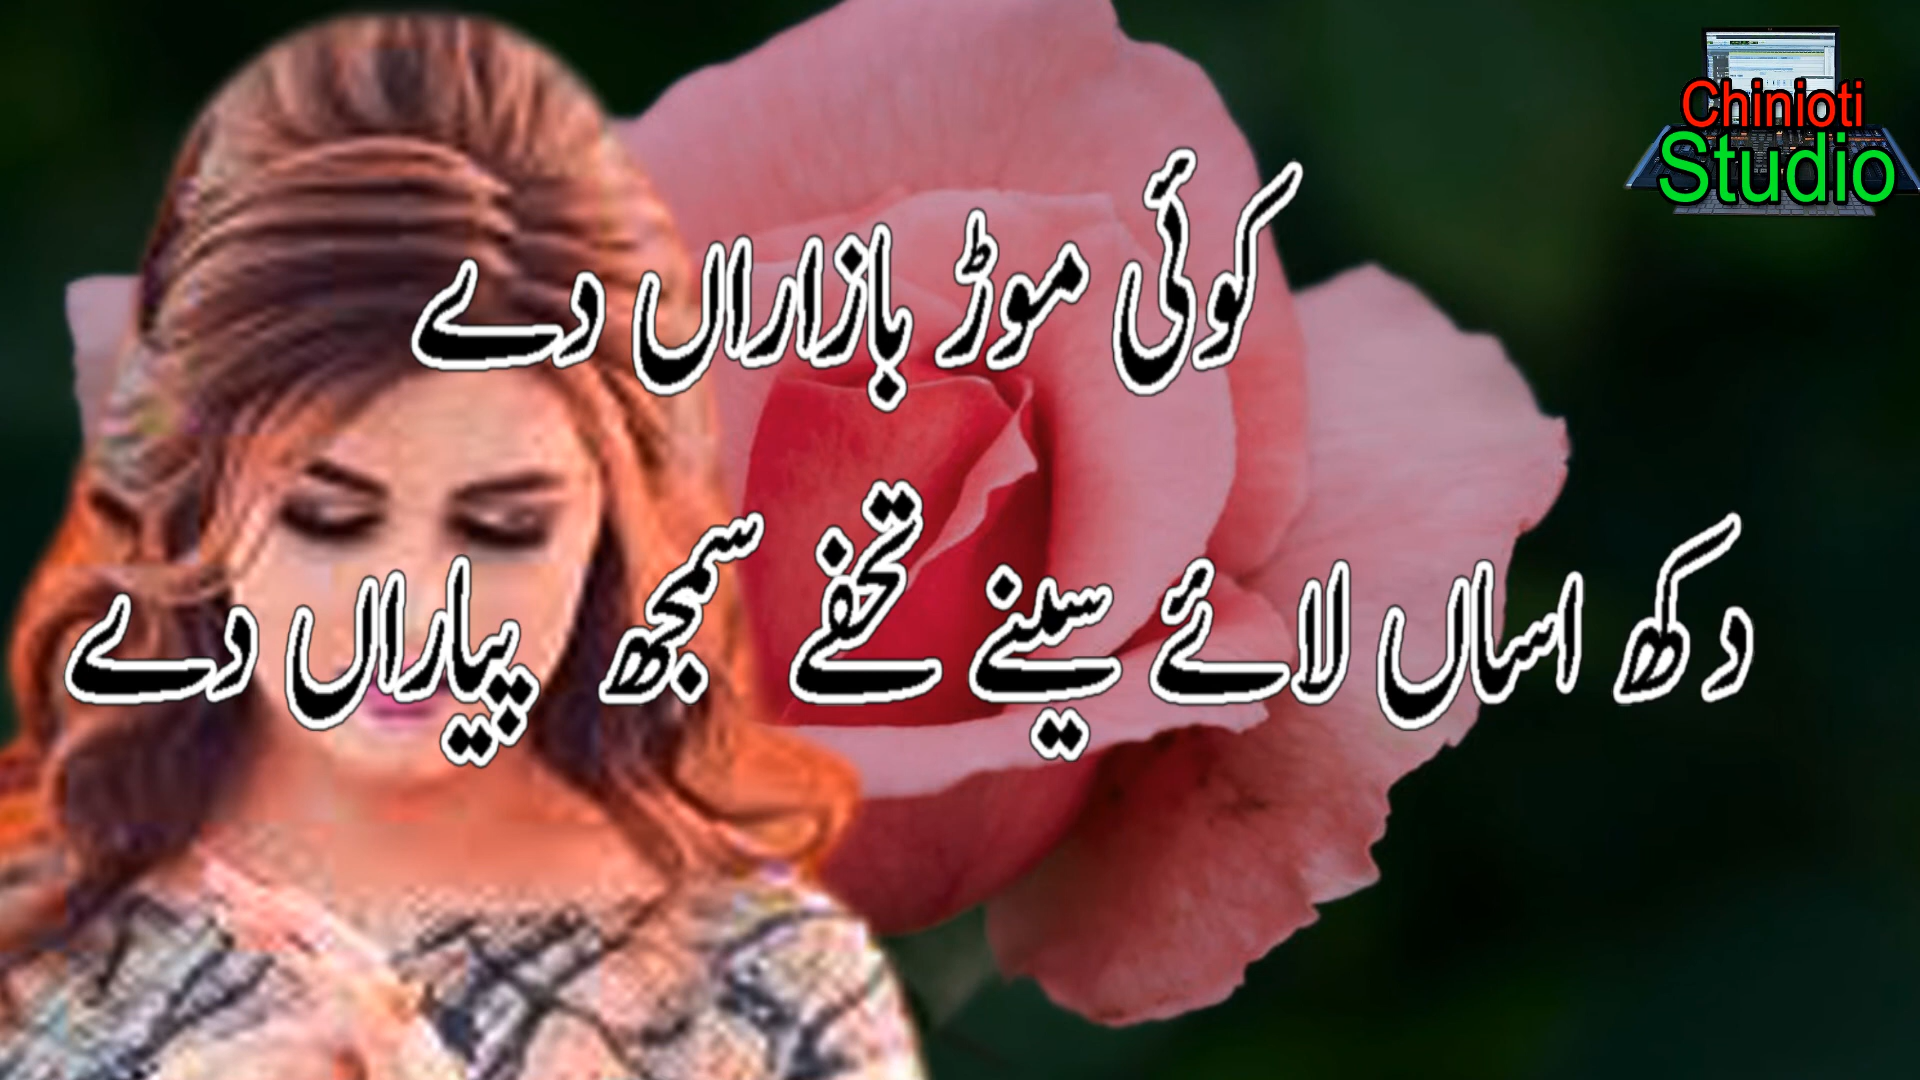 Chinioti
Studio
کوئی موڑ بازاراں دے
دکھ اساں لائے سینے تحفے سمجھ پیاراں دے